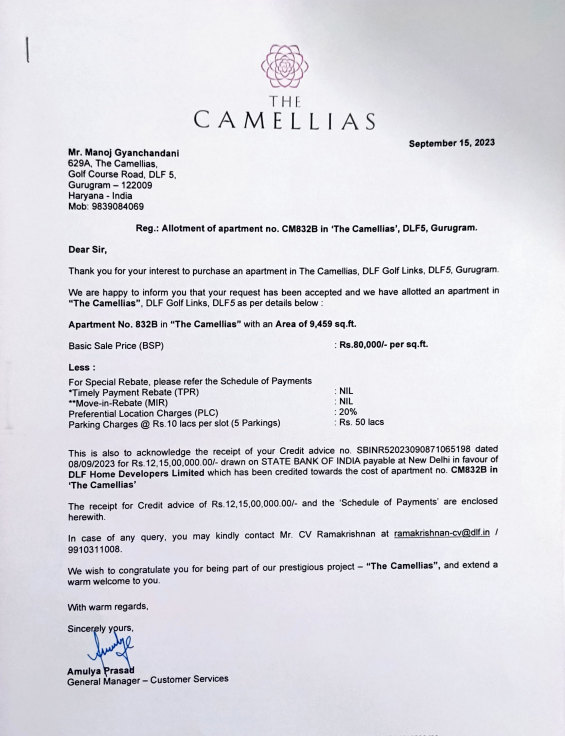 THE
CAMELLIAS
September 15, 2023
Mr. Manoj Gyanchandani
629A, The Camellias,
Golf Course Road, DLF 5,
Gurugram – 122009
Haryana - India
Mob: 9839084069
Reg.: Allotment of apartment no. CM832B in 'The Camellias', DLF5, Gurugram.
Dear Sir,
Thank you for your interest to purchase an apartment in The Camellias, DLF Golf Links, DLF5, Gurugram.
We are happy to inform you that your request has been accepted and we have allotted an apartment in
"The Camellias", DLF Golf Links, DLF5 as per details below :
Apartment No. 832B in "The Camellias" with an Area of 9,459 sq.ft.
Basic Sale Price (BSP) : Rs.80,000/- per sq.ft.
Less :
For Special Rebate, please refer the Schedule of Payments
*Timely Payment Rebate (TPR) : NIL
**Move-in-Rebate (MIR) : NIL
Preferential Location Charges (PLC) : 20%
Parking Charges @ Rs.10 lacs per slot (5 Parkings) : Rs. 50 lacs
This is also to acknowledge the receipt of your Credit advice no. SBINR52023090871065198 dated
08/09/2023 for Rs.12,15,00,000.00/- drawn on STATE BANK OF INDIA payable at New Delhi in favour of
DLF Home Developers Limited which has been credited towards the cost of apartment no. CM832B in
'The Camellias'
The receipt for Credit advice of Rs.12,15,00,000.00/- and the 'Schedule of Payments' are enclosed
herewith.
In case of any query, you may kindly contact Mr. CV Ramakrishnan at ramakrishnan-cv@dlf.in /
9910311008.
We wish to congratulate you for being part of our prestigious project – "The Camellias", and extend a
warm welcome to you.
With warm regards,
Sincerely yours,
Amulya Prasad
General Manager – Customer Services